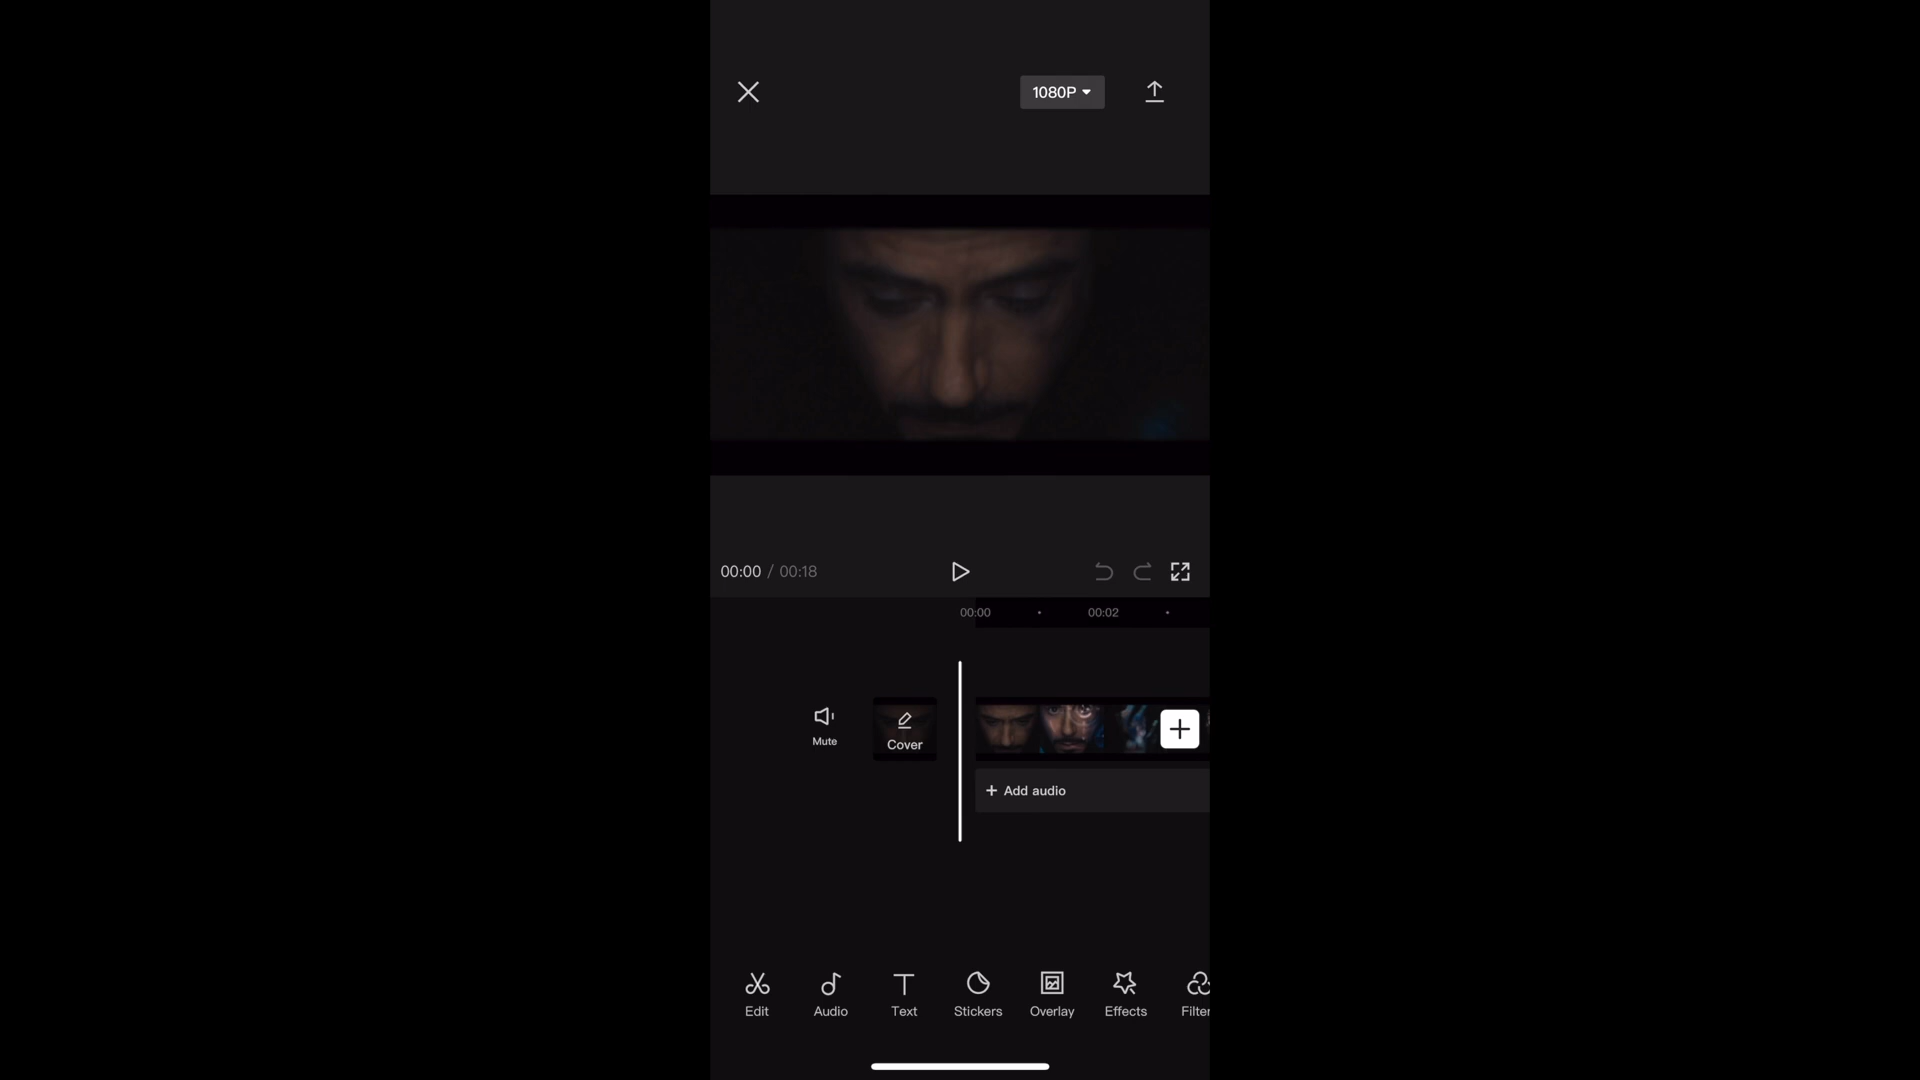 1080P
00:00 / 00:18
00:00 00:02
Mute
Cover
+ Add audio
Edit Audio Text Stickers Overlay Effects Filter